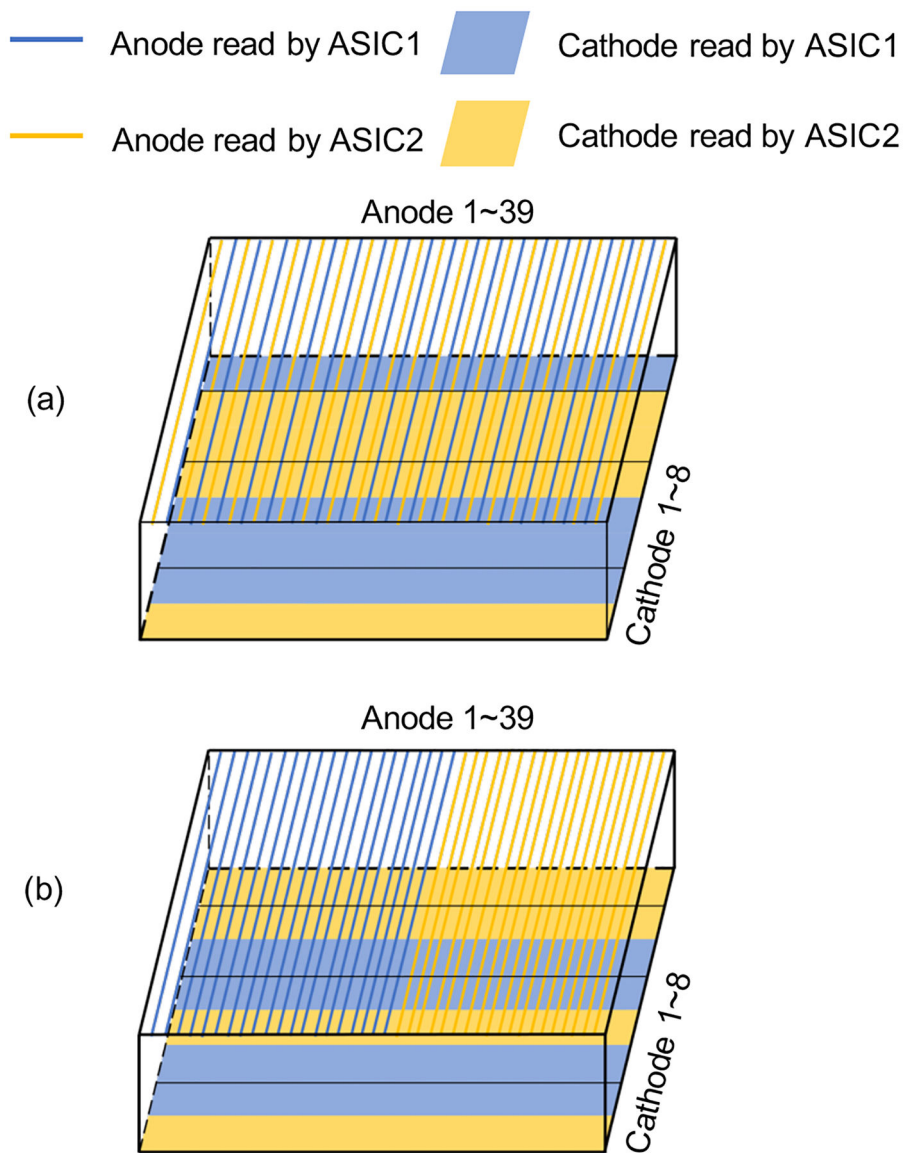 Anode read by ASIC1
Cathode read by ASIC1
Anode read by ASIC2
Cathode read by ASIC2
Anode 1~39
(a)
Cathode 1~8
Anode 1~39
(b)
Cathode 1~8